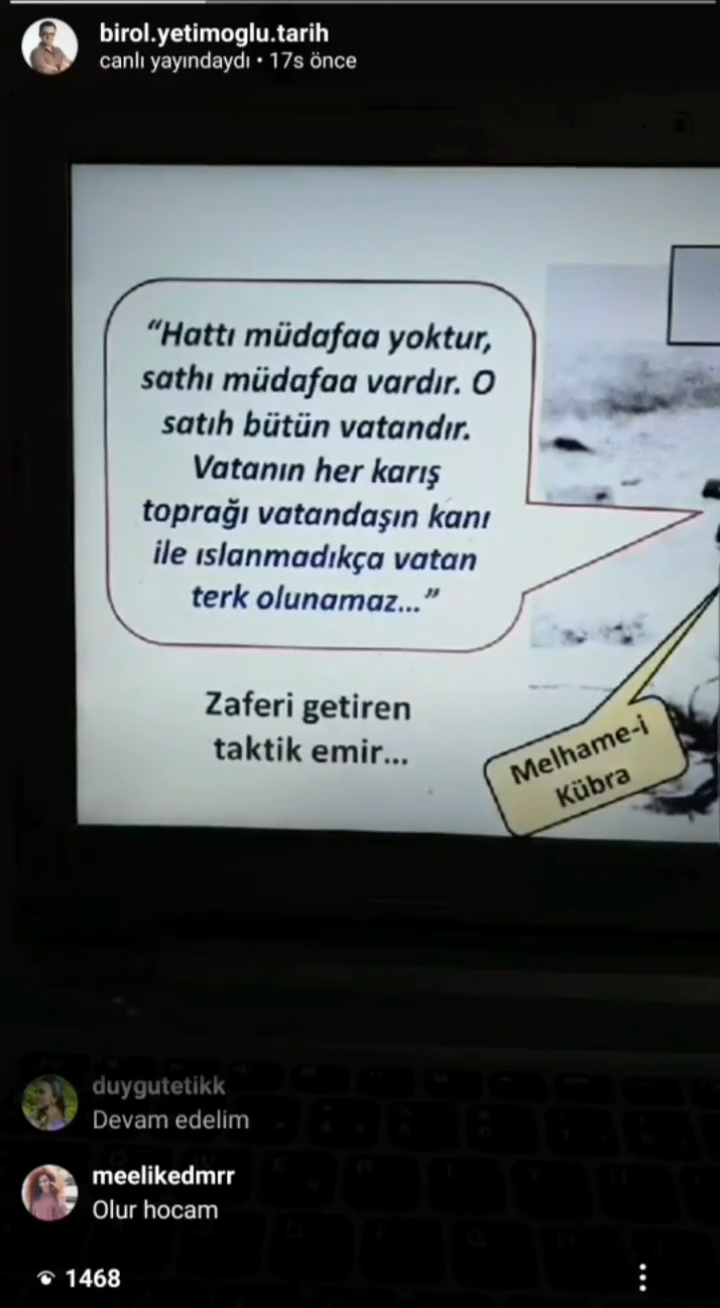 birol.yetimoglu.tarih
canlı yayındaydı • 17s önce
“Hattı müdafaa yoktur,
sathı müdafaa vardır. O
satıh bütün vatandır.
Vatanın her karış
toprağı vatandaşın kanı
ile ıslanmadıkça vatan
terk olunamaz...”
Zaferi getiren
taktik emir...
Melhame-i
Kübra
duygutetikk
Devam edelim
meelikedmrr
Olur hocam
1468